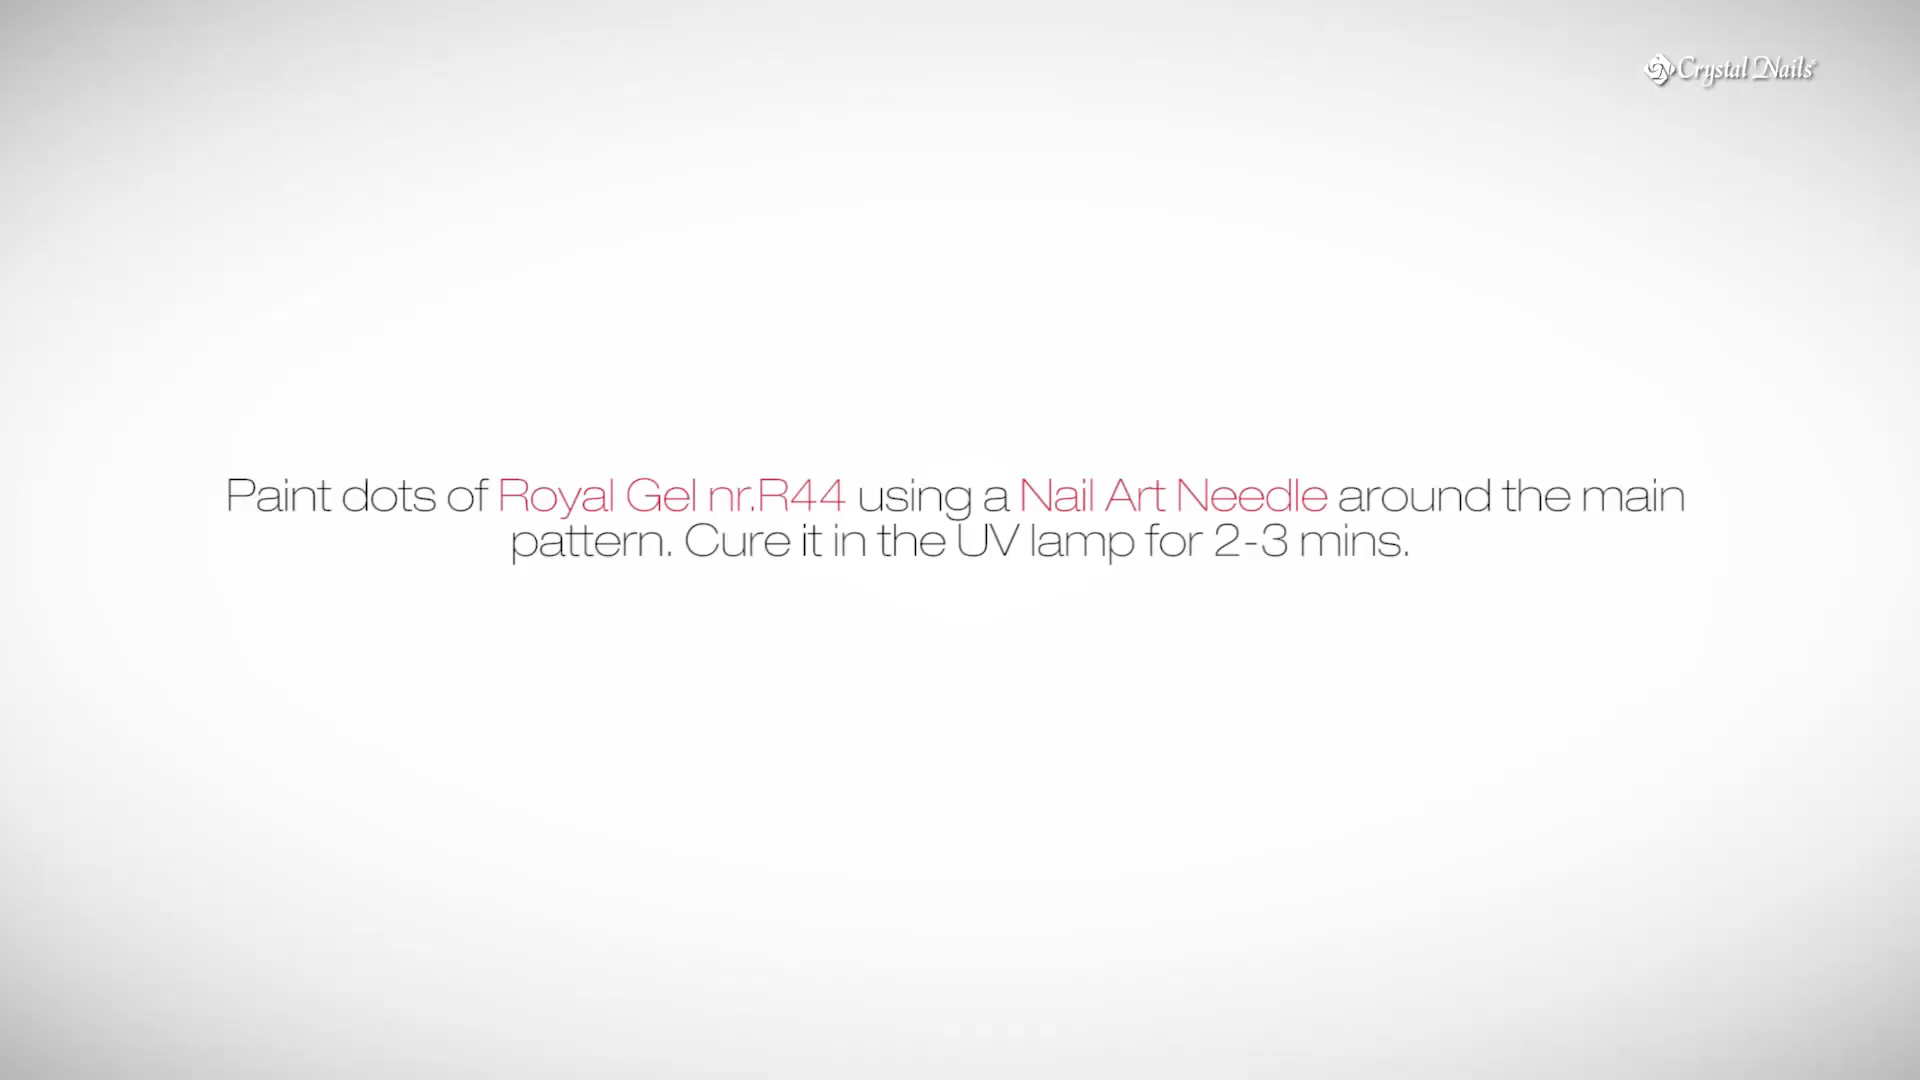 Crystal Nails
Paint dots of Royal Gel nr.R44 using a Nail Art Needle around the main
pattern. Cure it in the UV lamp for 2-3 mins.